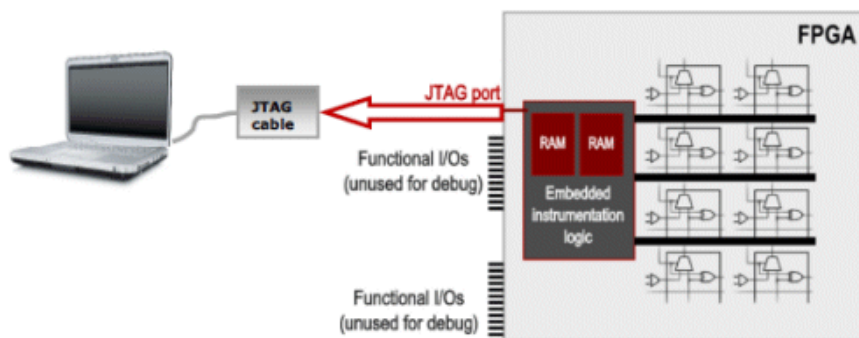 FPGA
JTAG port
JTAG
cable
RAM RAM
Functional I/Os
(unused for debug)
Embedded
instrumentation
logic
Functional I/Os
(unused for debug)